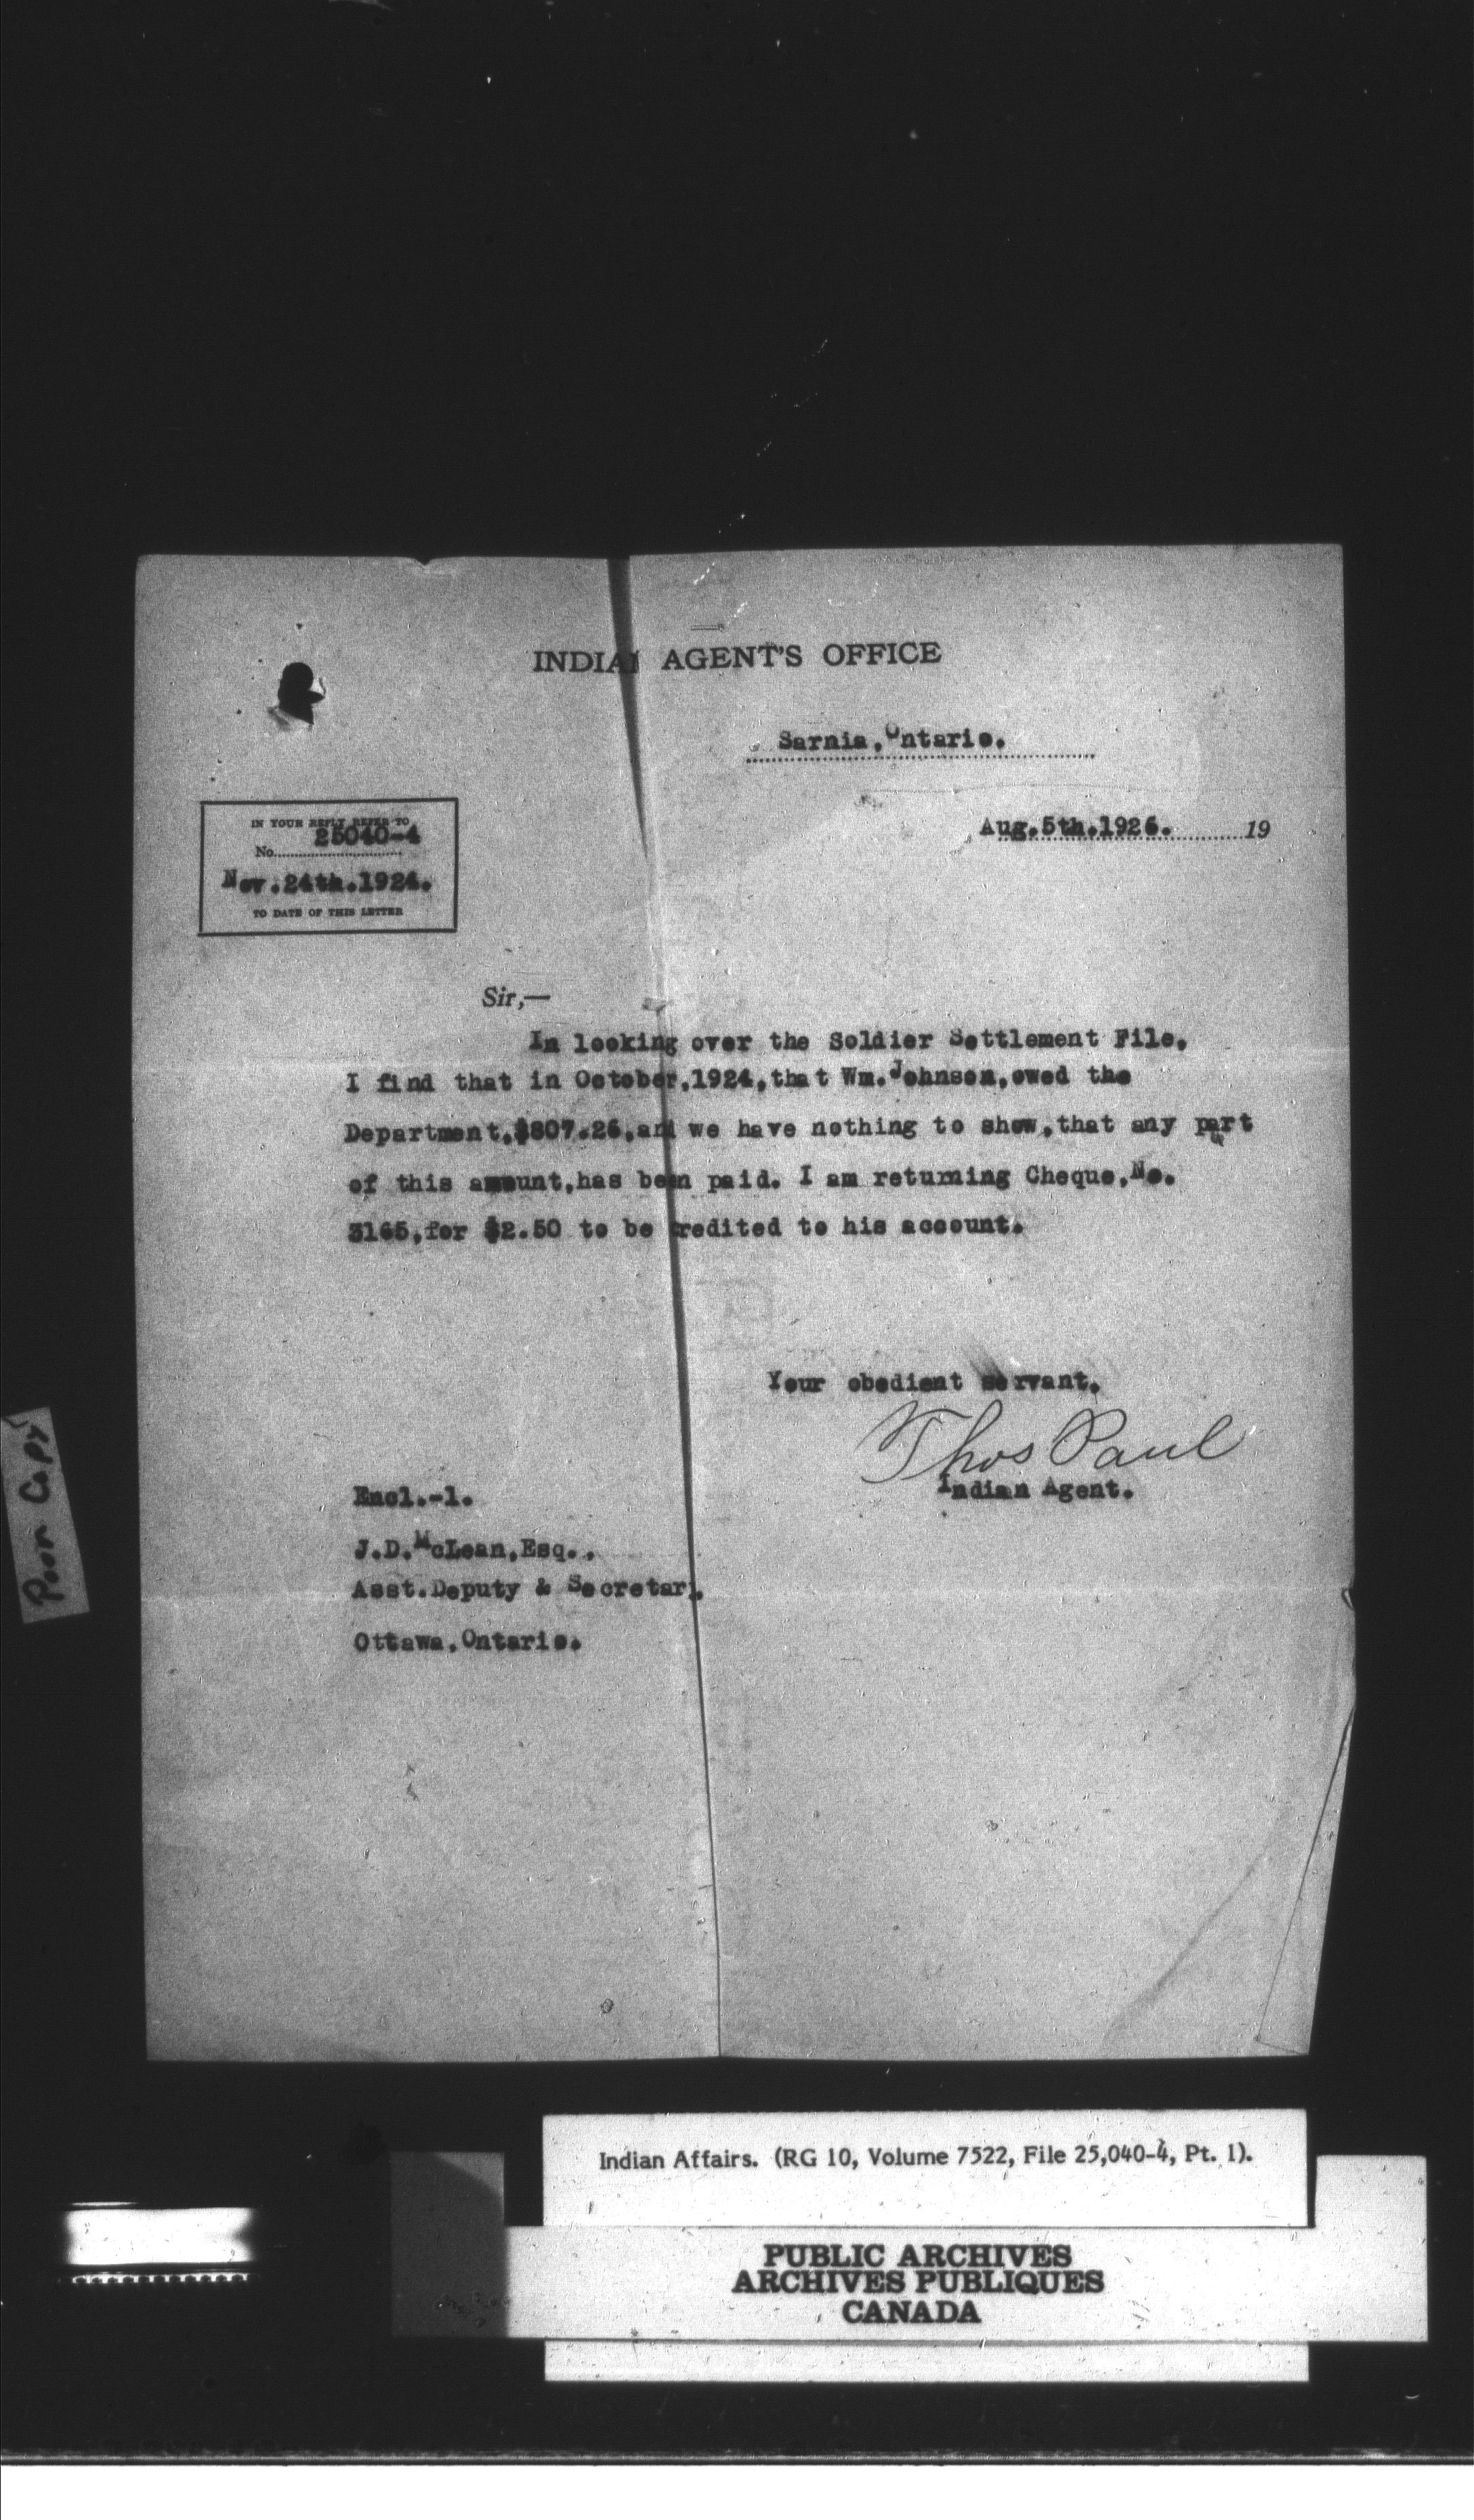 INDIAN AGENT'S OFFICE
Sarnia,Ontario.
Aug.5th.1926. 19
IN YOUR REPLY REFER TO
No. 25040-4
Nov.24th.1924.
TO DATE OF THIS LETTER
Sir,—
In looking over the Soldier Settlement File,
I find that in October,1924,that Wm.Johnson,owed the
Department,$807.26,and we have nothing to show,that any part
of this amount,has been paid. I am returning Cheque,No.
3165,for $2.50 to be credited to his account.
Your obedient servant,
Thos Paul
Indian Agent.
Encl.-1.
J.D.McLean,Esq.,
Asst.Deputy & Secretary,
Ottawa,Ontario.
Poor Copy
Indian Affairs. (RG 10, Volume 7522, File 25,040-4, Pt. 1).
PUBLIC ARCHIVES
ARCHIVES PUBLIQUES
CANADA